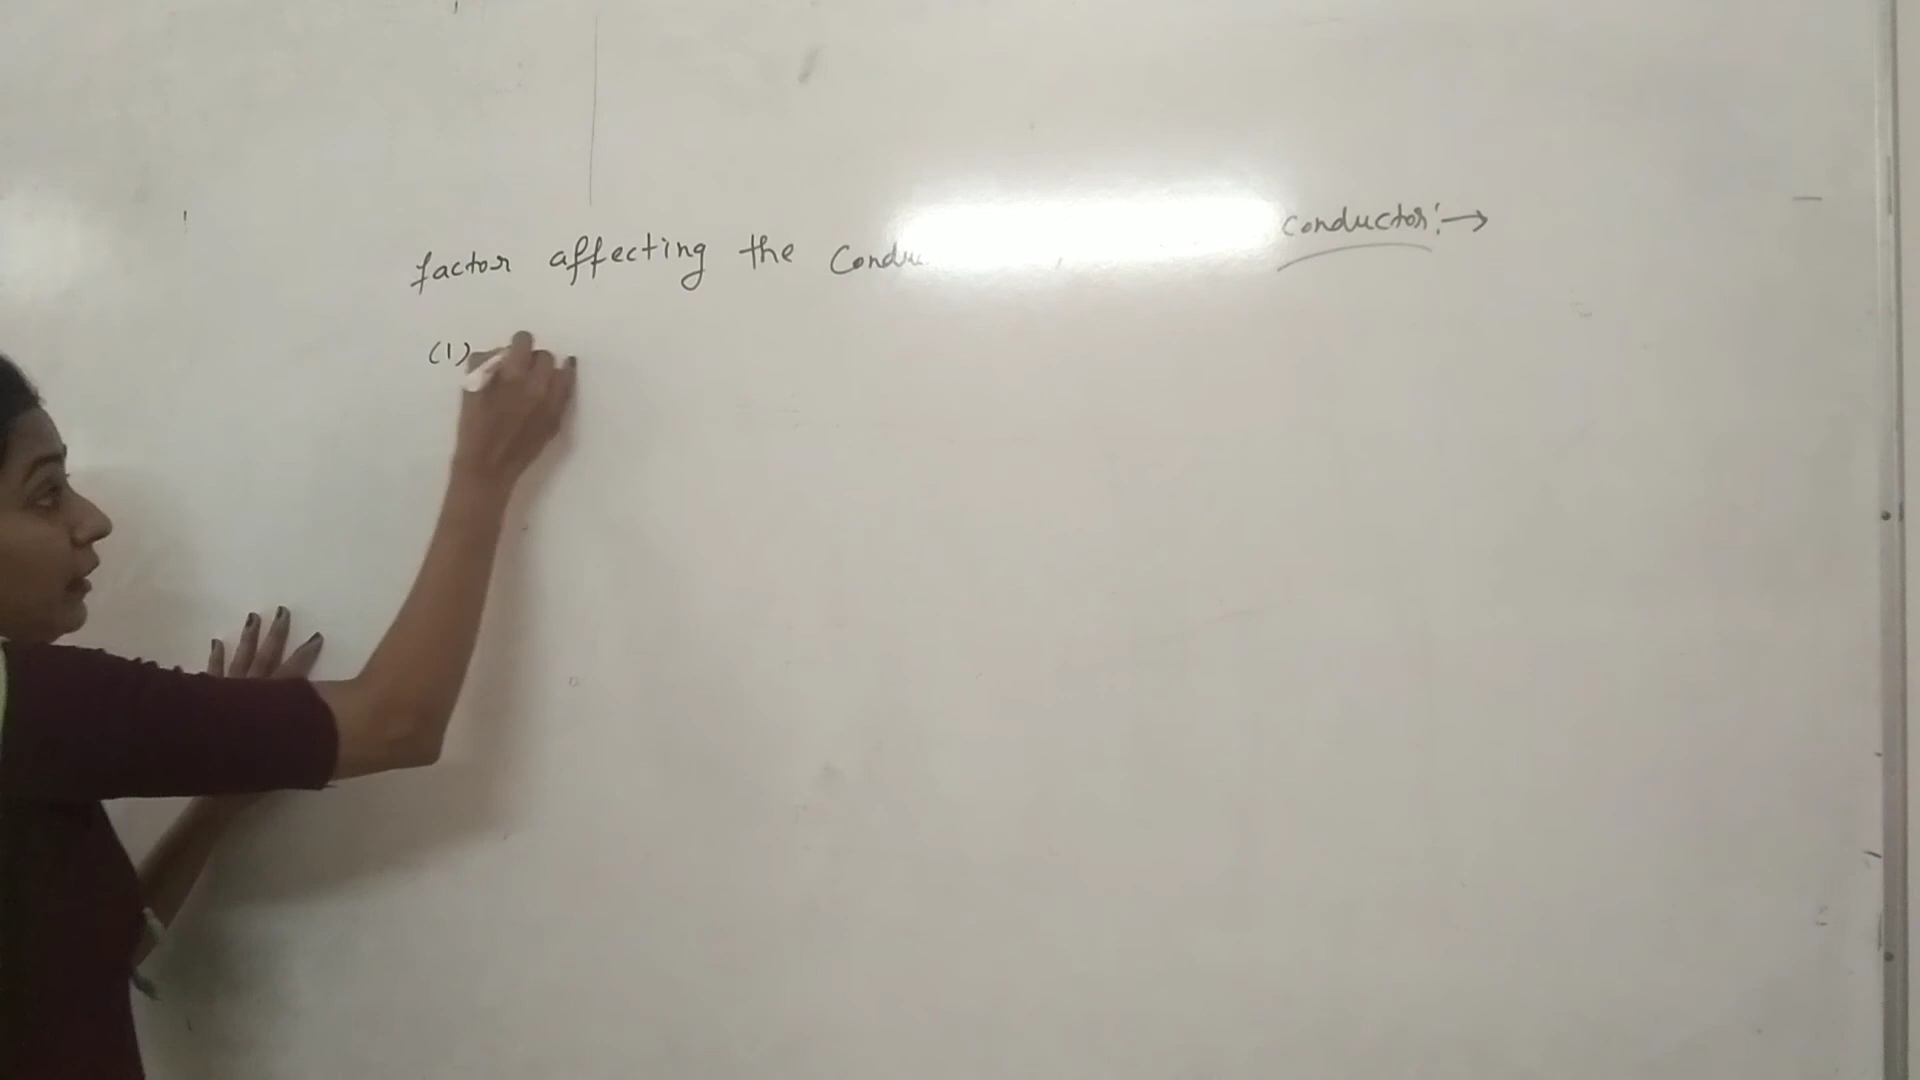 factor affecting the Condu conductor:→
(1)